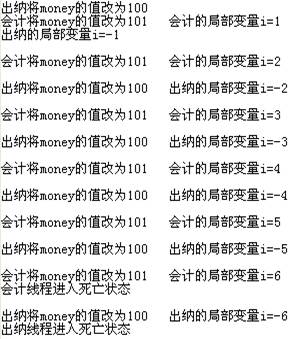 出纳将money的值改为100
会计将money的值改为101 会计的局部变量i=1
出纳的局部变量i=-1
会计将money的值改为101 会计的局部变量i=2
出纳将money的值改为100 出纳的局部变量i=-2
会计将money的值改为101 会计的局部变量i=3
出纳将money的值改为100 出纳的局部变量i=-3
会计将money的值改为101 会计的局部变量i=4
出纳将money的值改为100 出纳的局部变量i=-4
会计将money的值改为101 会计的局部变量i=5
出纳将money的值改为100 出纳的局部变量i=-5
会计将money的值改为101 会计的局部变量i=6
会计线程进入死亡状态
出纳将money的值改为100 出纳的局部变量i=-6
出纳线程进入死亡状态